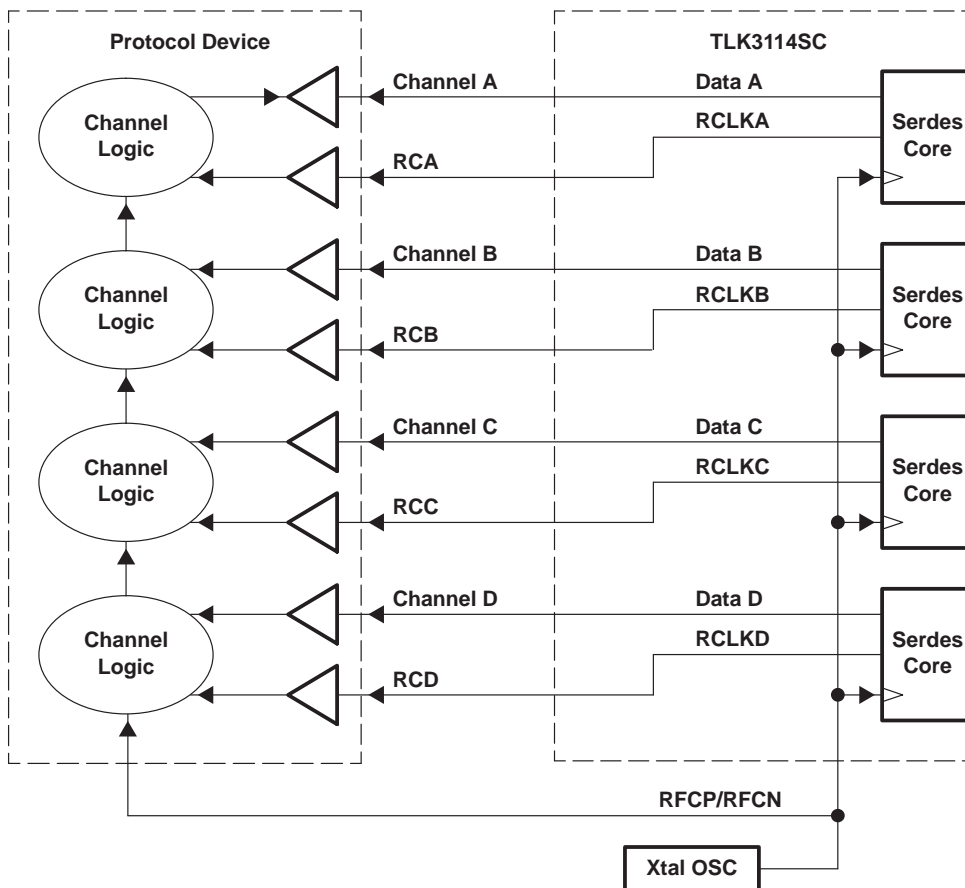 Protocol Device
TLK3114SC
Channel
Logic
Channel A
Data A
RCLKA
RCA
Serdes
Core
Channel
Logic
Channel B
Data B
RCLKB
RCB
Serdes
Core
Channel
Logic
Channel C
Data C
RCLKC
RCC
Serdes
Core
Channel
Logic
Channel D
Data D
RCLKD
RCD
Serdes
Core
RFCP/RFCN
Xtal OSC